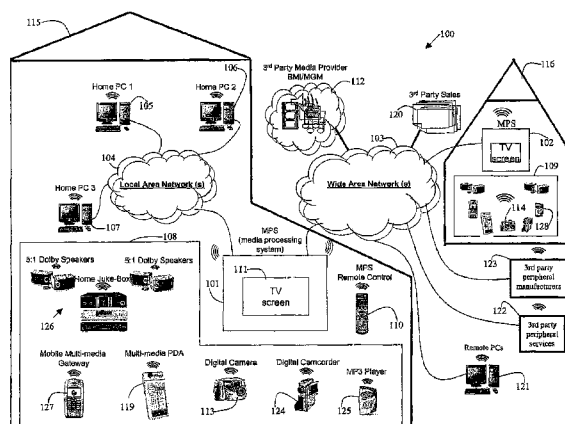 115
100
3rd Party Media Provider
BMI/MGM
112
106
Home PC 1
Home PC 2
105
116
3rd Party Sales
120
MPS
102
TV
screen
103
104
Local Area Network (s)
Wide Area Network (s)
109
114
128
Home PC 3
107
108
MPS
(media processing
system)
5:1 Dolby Speakers
5:1 Dolby Speakers
Home Juke-Box
111
TV
screen
101
MPS
Remote Control
110
126
123
3rd party
peripheral
manufacturers
122
3rd party
peripheral
services
Remote PCs
121
Mobile Multi-media
Gateway
Multi-media PDA
Digital Camera
Digital Camcorder
MP3 Player
127
119
113
124
125